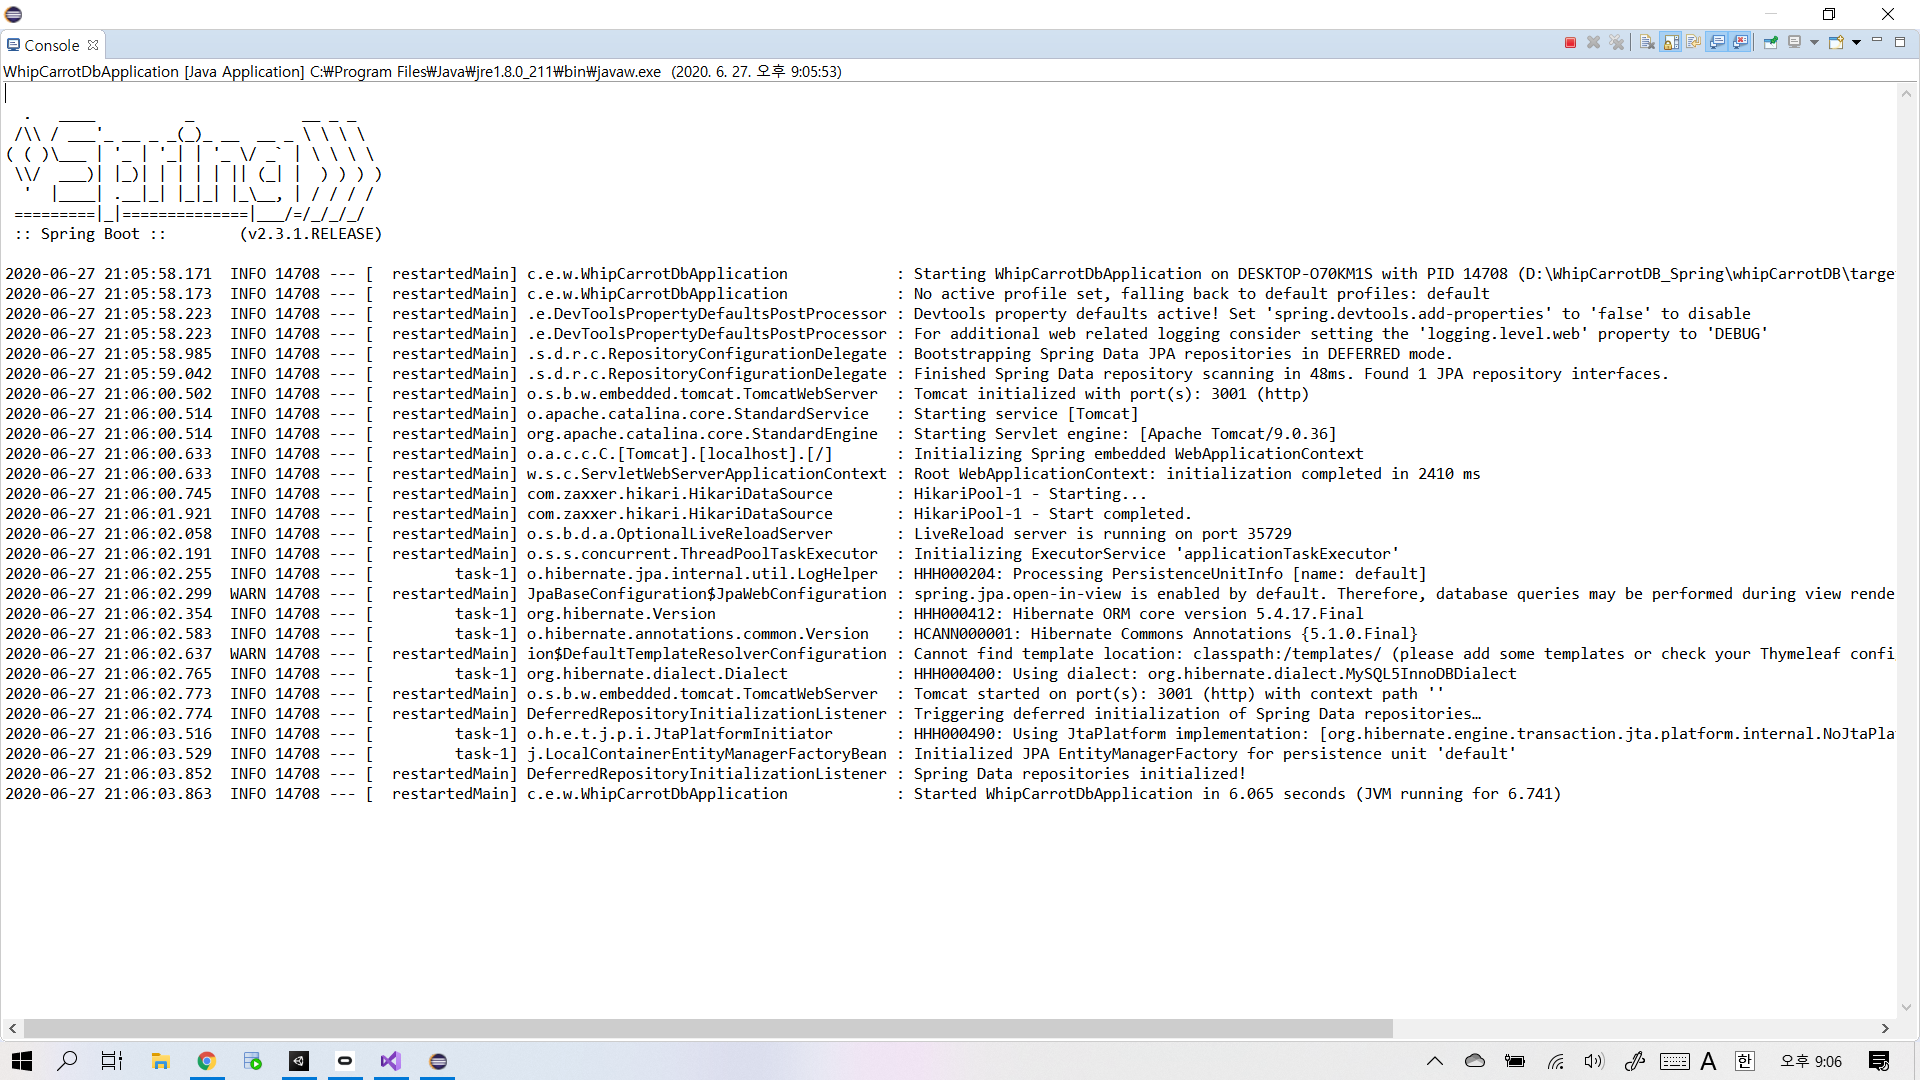 Console
WhipCarrotDbApplication [Java Application] C:₩Program Files₩Java₩jre1.8.0_211₩bin₩javaw.exe  (2020. 6. 27. 오후 9:05:53)
  .   ____          _            __ _ _
 /\\ / ___'_ __ _ _(_)_ __  __ _ \ \ \ \
( ( )\___ | '_ | '_| | '_ \/ _` | \ \ \ \
 \\/  ___)| |_)| | | | | || (_| |  ) ) ) )
  '  |____| .__|_| |_|_| |_\__, | / / / /
 =========|_|==============|___/=/_/_/_/
 :: Spring Boot ::        (v2.3.1.RELEASE)
2020-06-27 21:05:58.171  INFO 14708 --- [  restartedMain] c.e.w.WhipCarrotDbApplication            : Starting WhipCarrotDbApplication on DESKTOP-O70KM1S with PID 14708 (D:\WhipCarrotDB_Spring\whipCarrotDB\targe
2020-06-27 21:05:58.173  INFO 14708 --- [  restartedMain] c.e.w.WhipCarrotDbApplication            : No active profile set, falling back to default profiles: default
2020-06-27 21:05:58.223  INFO 14708 --- [  restartedMain] .e.DevToolsPropertyDefaultsPostProcessor : Devtools property defaults active! Set 'spring.devtools.add-properties' to 'false' to disable
2020-06-27 21:05:58.223  INFO 14708 --- [  restartedMain] .e.DevToolsPropertyDefaultsPostProcessor : For additional web related logging consider setting the 'logging.level.web' property to 'DEBUG'
2020-06-27 21:05:58.985  INFO 14708 --- [  restartedMain] .s.d.r.c.RepositoryConfigurationDelegate : Bootstrapping Spring Data JPA repositories in DEFERRED mode.
2020-06-27 21:05:59.042  INFO 14708 --- [  restartedMain] .s.d.r.c.RepositoryConfigurationDelegate : Finished Spring Data repository scanning in 48ms. Found 1 JPA repository interfaces.
2020-06-27 21:06:00.502  INFO 14708 --- [  restartedMain] o.s.b.w.embedded.tomcat.TomcatWebServer  : Tomcat initialized with port(s): 3001 (http)
2020-06-27 21:06:00.514  INFO 14708 --- [  restartedMain] o.apache.catalina.core.StandardService   : Starting service [Tomcat]
2020-06-27 21:06:00.514  INFO 14708 --- [  restartedMain] org.apache.catalina.core.StandardEngine  : Starting Servlet engine: [Apache Tomcat/9.0.36]
2020-06-27 21:06:00.633  INFO 14708 --- [  restartedMain] o.a.c.c.C.[Tomcat].[localhost].[/]       : Initializing Spring embedded WebApplicationContext
2020-06-27 21:06:00.633  INFO 14708 --- [  restartedMain] w.s.c.ServletWebServerApplicationContext : Root WebApplicationContext: initialization completed in 2410 ms
2020-06-27 21:06:00.745  INFO 14708 --- [  restartedMain] com.zaxxer.hikari.HikariDataSource       : HikariPool-1 - Starting...
2020-06-27 21:06:01.921  INFO 14708 --- [  restartedMain] com.zaxxer.hikari.HikariDataSource       : HikariPool-1 - Start completed.
2020-06-27 21:06:02.058  INFO 14708 --- [  restartedMain] o.s.b.d.a.OptionalLiveReloadServer       : LiveReload server is running on port 35729
2020-06-27 21:06:02.191  INFO 14708 --- [  restartedMain] o.s.s.concurrent.ThreadPoolTaskExecutor  : Initializing ExecutorService 'applicationTaskExecutor'
2020-06-27 21:06:02.255  INFO 14708 --- [         task-1] o.hibernate.jpa.internal.util.LogHelper  : HHH000204: Processing PersistenceUnitInfo [name: default]
2020-06-27 21:06:02.299  WARN 14708 --- [  restartedMain] JpaBaseConfiguration$JpaWebConfiguration : spring.jpa.open-in-view is enabled by default. Therefore, database queries may be performed during view rende
2020-06-27 21:06:02.354  INFO 14708 --- [         task-1] org.hibernate.Version                    : HHH000412: Hibernate ORM core version 5.4.17.Final
2020-06-27 21:06:02.583  INFO 14708 --- [         task-1] o.hibernate.annotations.common.Version   : HCANN000001: Hibernate Commons Annotations {5.1.0.Final}
2020-06-27 21:06:02.637  WARN 14708 --- [  restartedMain] ion$DefaultTemplateResolverConfiguration : Cannot find template location: classpath:/templates/ (please add some templates or check your Thymeleaf confi
2020-06-27 21:06:02.765  INFO 14708 --- [         task-1] org.hibernate.dialect.Dialect            : HHH000400: Using dialect: org.hibernate.dialect.MySQL5InnoDBDialect
2020-06-27 21:06:02.773  INFO 14708 --- [  restartedMain] o.s.b.w.embedded.tomcat.TomcatWebServer  : Tomcat started on port(s): 3001 (http) with context path ''
2020-06-27 21:06:02.774  INFO 14708 --- [  restartedMain] DeferredRepositoryInitializationListener : Triggering deferred initialization of Spring Data repositories…
2020-06-27 21:06:03.516  INFO 14708 --- [         task-1] o.h.e.t.j.p.i.JtaPlatformInitiator       : HHH000490: Using JtaPlatform implementation: [org.hibernate.engine.transaction.jta.platform.internal.NoJtaPla
2020-06-27 21:06:03.529  INFO 14708 --- [         task-1] j.LocalContainerEntityManagerFactoryBean : Initialized JPA EntityManagerFactory for persistence unit 'default'
2020-06-27 21:06:03.852  INFO 14708 --- [  restartedMain] DeferredRepositoryInitializationListener : Spring Data repositories initialized!
2020-06-27 21:06:03.863  INFO 14708 --- [  restartedMain] c.e.w.WhipCarrotDbApplication            : Started WhipCarrotDbApplication in 6.065 seconds (JVM running for 6.741)
A 한 오후 9:06